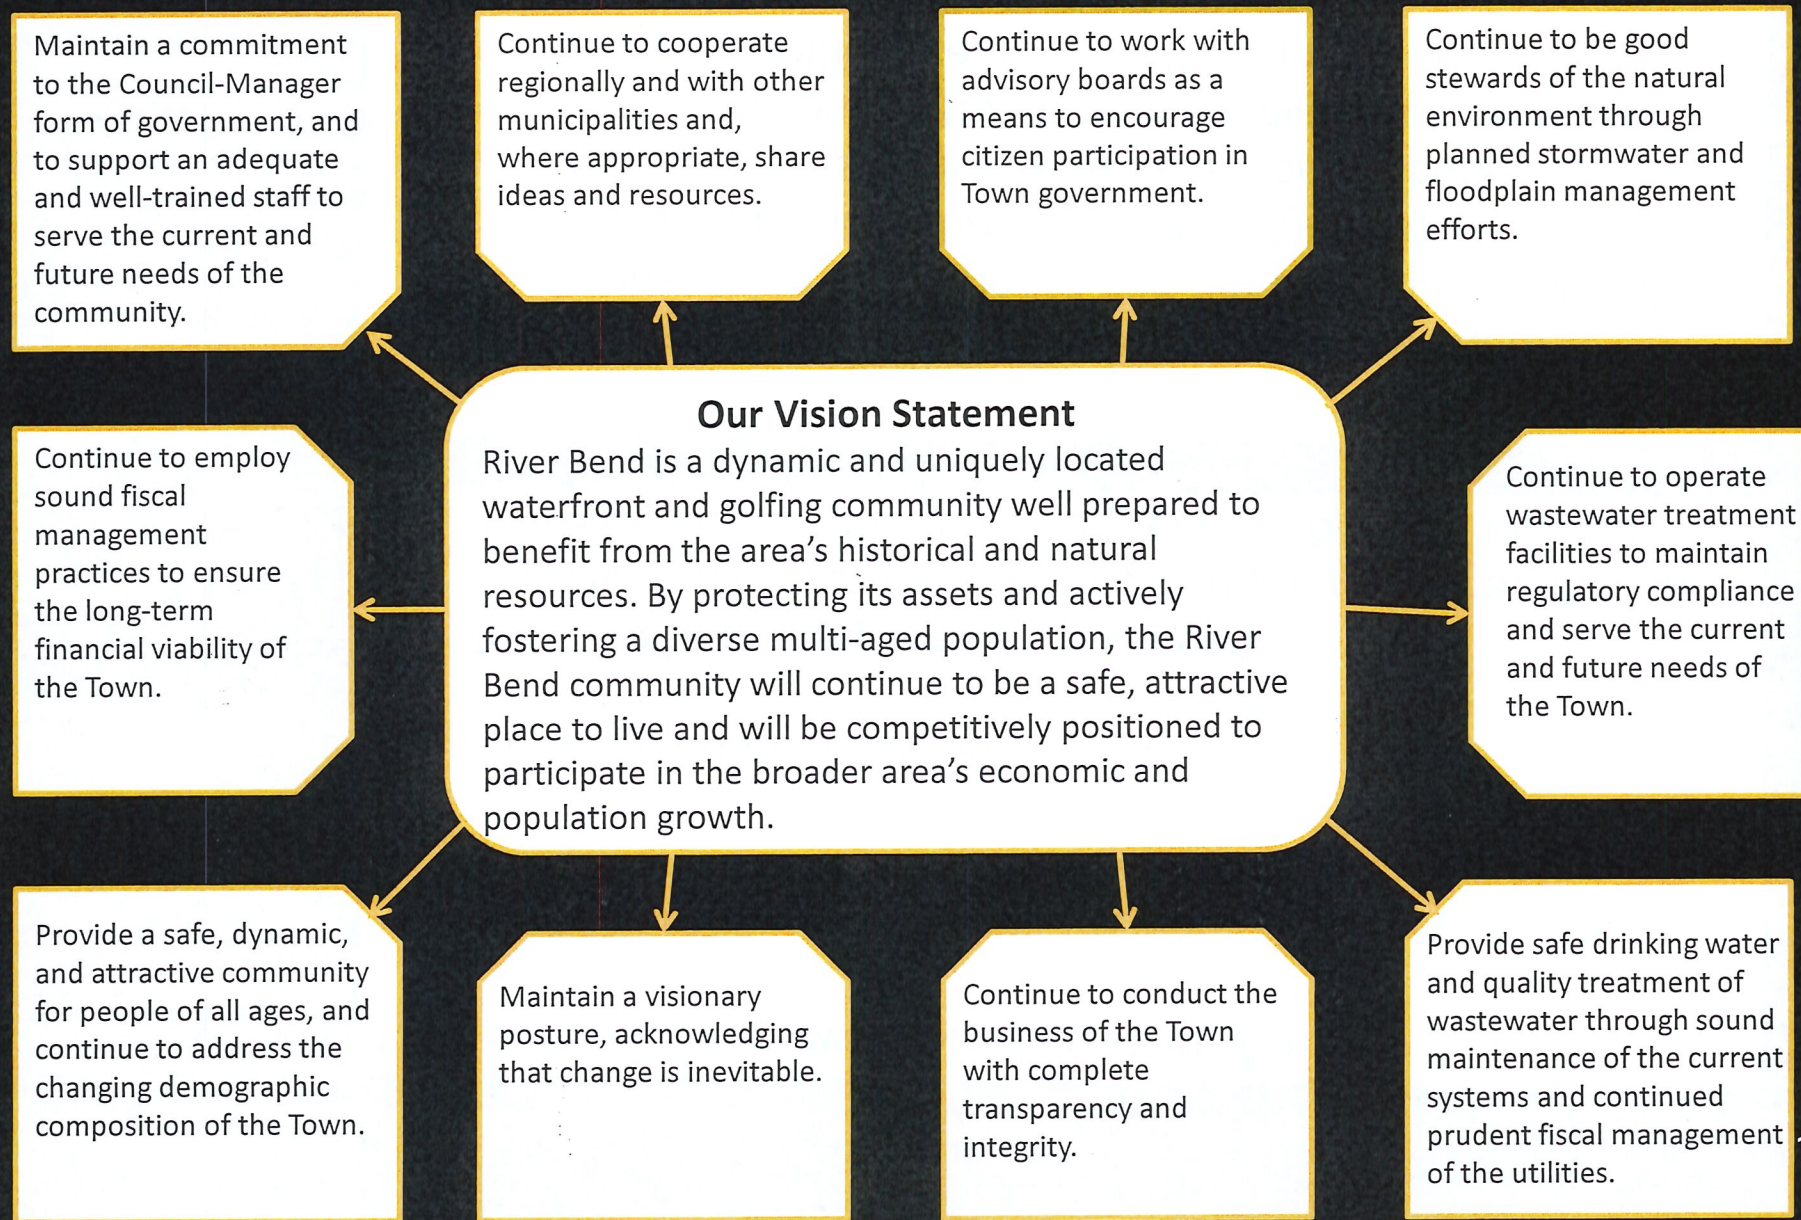 Maintain a commitment
to the Council-Manager
form of government, and
to support an adequate
and well-trained staff to
serve the current and
future needs of the
community.
Continue to cooperate
regionally and with other
municipalities and,
where appropriate, share
ideas and resources.
Continue to work with
advisory boards as a
means to encourage
citizen participation in
Town government.
Continue to be good
stewards of the natural
environment through
planned stormwater and
floodplain management
efforts.
Continue to employ
sound fiscal
management
practices to ensure
the long-term
financial viability of
the Town.
Our Vision Statement
River Bend is a dynamic and uniquely located
waterfront and golfing community well prepared to
benefit from the area’s historical and natural
resources. By protecting its assets and actively
fostering a diverse multi-aged population, the River
Bend community will continue to be a safe, attractive
place to live and will be competitively positioned to
participate in the broader area’s economic and
population growth.
Continue to operate
wastewater treatment
facilities to maintain
regulatory compliance
and serve the current
and future needs of
the Town.
Provide a safe, dynamic,
and attractive community
for people of all ages, and
continue to address the
changing demographic
composition of the Town.
Maintain a visionary
posture, acknowledging
that change is inevitable.
Continue to conduct the
business of the Town
with complete
transparency and
integrity.
Provide safe drinking water
and quality treatment of
wastewater through sound
maintenance of the current
systems and continued
prudent fiscal management
of the utilities.